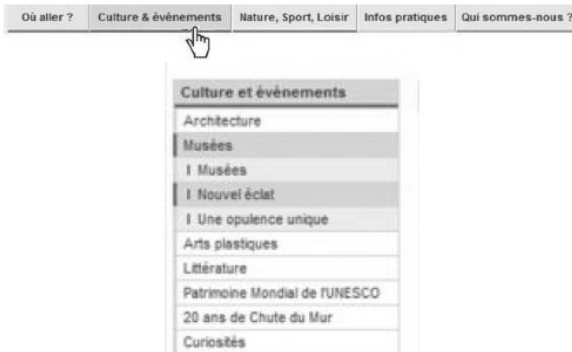 Où aller ? Culture & évènements Nature, Sport, Loisir Infos pratiques Qui sommes-nous ?
Culture et évènements
Architecture
Musées
I Musées
I Nouvel éclat
I Une opulence unique
Arts plastiques
Littérature
Patrimoine Mondial de l'UNESCO
20 ans de Chute du Mur
Curiosités